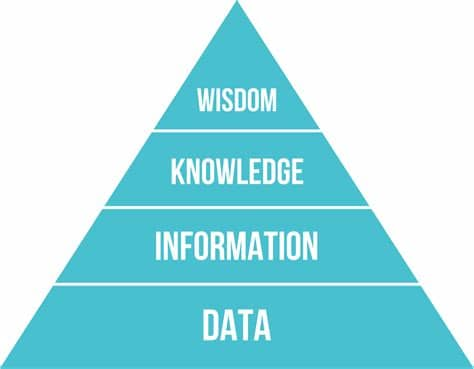 WISDOM
KNOWLEDGE
INFORMATION
DATA